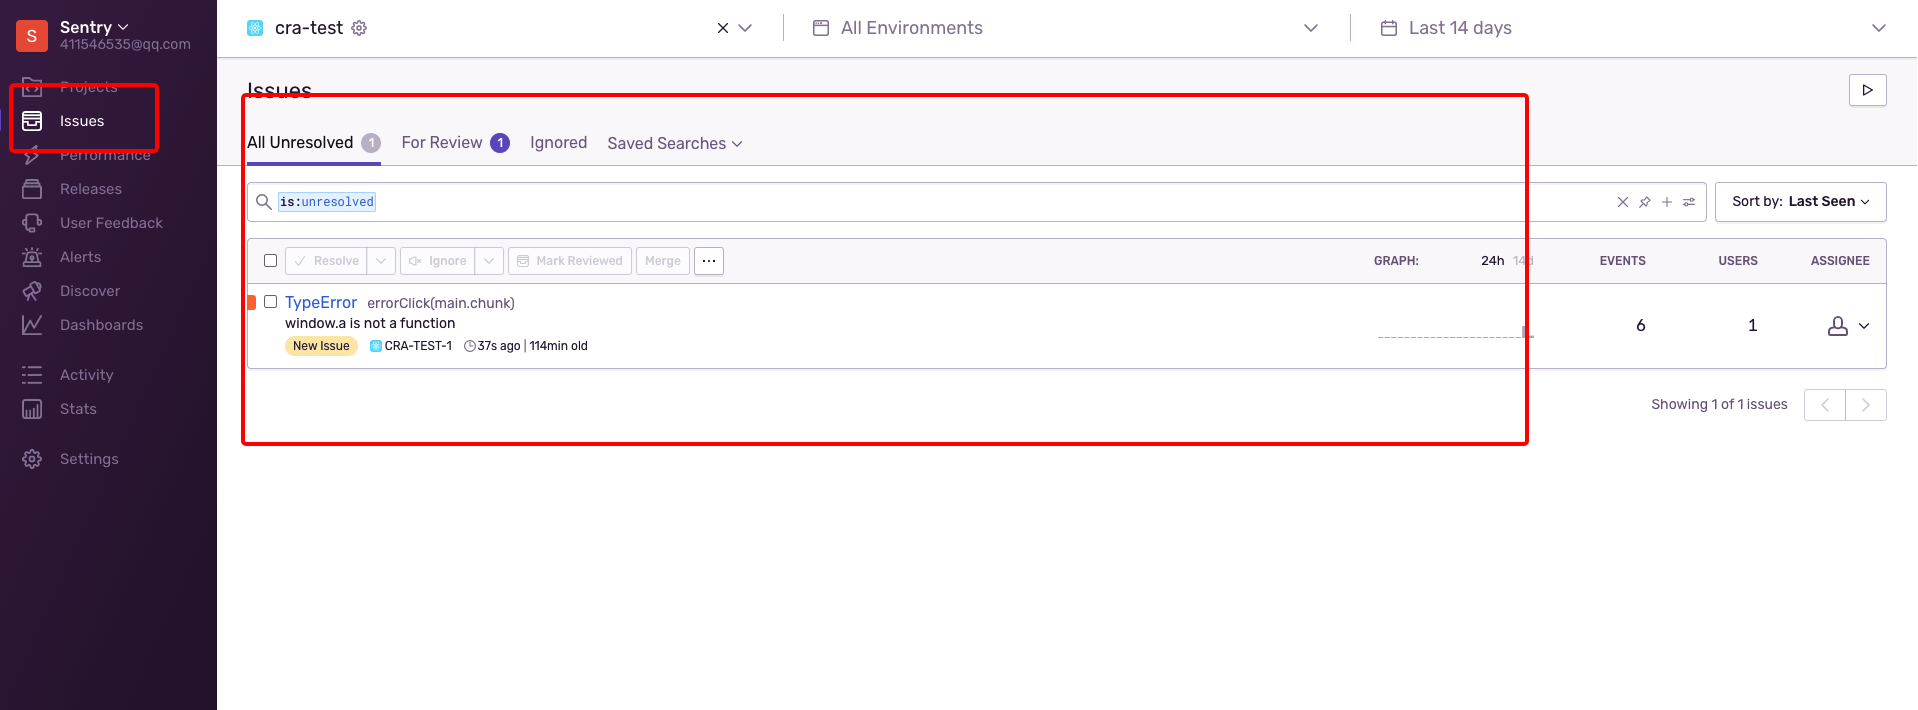 S
Sentry
411546535@qq.com
Projects
Issues
Performance
Releases
User Feedback
Alerts
Discover
Dashboards
Activity
Stats
Settings
cra-test
All Environments
Last 14 days
Issues
All Unresolved 1 For Review 1 Ignored Saved Searches
is:unresolved
Sort by: Last Seen
Resolve Ignore Mark Reviewed Merge ... GRAPH: 24h 14d EVENTS USERS ASSIGNEE
TypeError errorClick(main.chunk)
window.a is not a function
6 1
New Issue CRA-TEST-1 37s ago | 114min old
Showing 1 of 1 issues